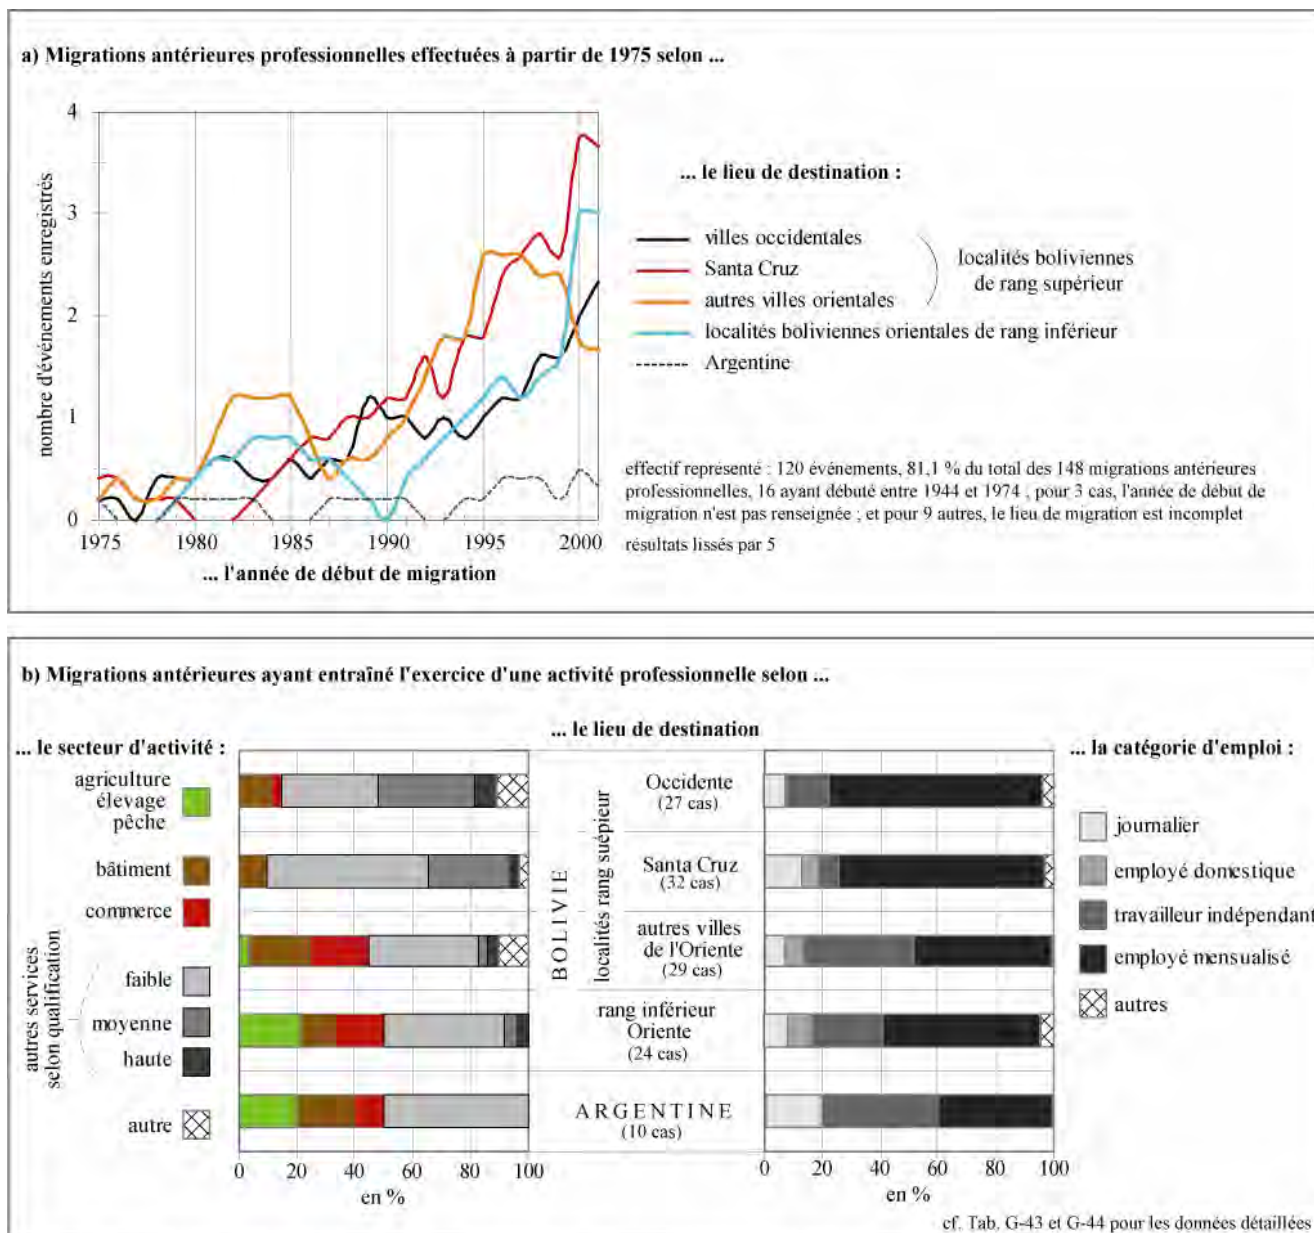 a) Migrations antérieures professionnelles effectuées à partir de 1975 selon ...
nombre d'événements enregistrés
4
3
2
1
0
1975 1980 1985 1990 1995 2000
... l'année de début de migration
... le lieu de destination :
villes occidentales
Santa Cruz
autres villes orientales
localités boliviennes de rang supérieur
localités boliviennes orientales de rang inférieur
Argentine
effectif représenté : 120 événements, 81,1 % du total des 148 migrations antérieures
professionnelles, 16 ayant débuté entre 1944 et 1974 ; pour 3 cas, l'année de début de
migration n'est pas renseignée ; et pour 9 autres, le lieu de migration est incomplet
résultats lissés par 5
b) Migrations antérieures ayant entraîné l'exercice d'une activité professionnelle selon ...
... le secteur d'activité :
agriculture
élevage
pêche
bâtiment
commerce
autres services
selon qualification
faible
moyenne
haute
autre
0 20 40 60 80 100
en %
... le lieu de destination
BOLIVIE
localités rang suépieur
Occidente
(27 cas)
Santa Cruz
(32 cas)
autres villes
de l'Oriente
(29 cas)
rang inférieur
Oriente
(24 cas)
ARGENTINE
(10 cas)
0 20 40 60 80 100
en %
... la catégorie d'emploi :
journalier
employé domestique
travailleur indépendant
employé mensualisé
autres
cf. Tab. G-43 et G-44 pour les données détaillées